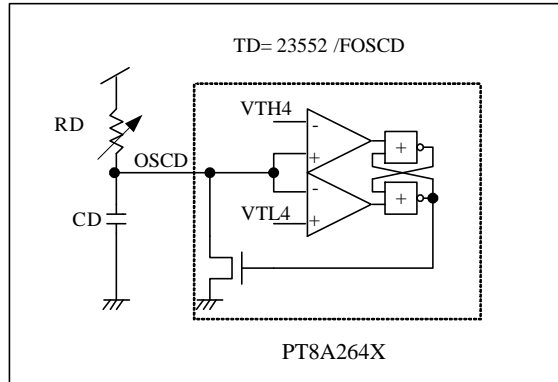 TD= 23552 /FOSCD
VTH4
-
+
RD
OSCD
+
+
-
+
VTL4
CD
PT8A264X